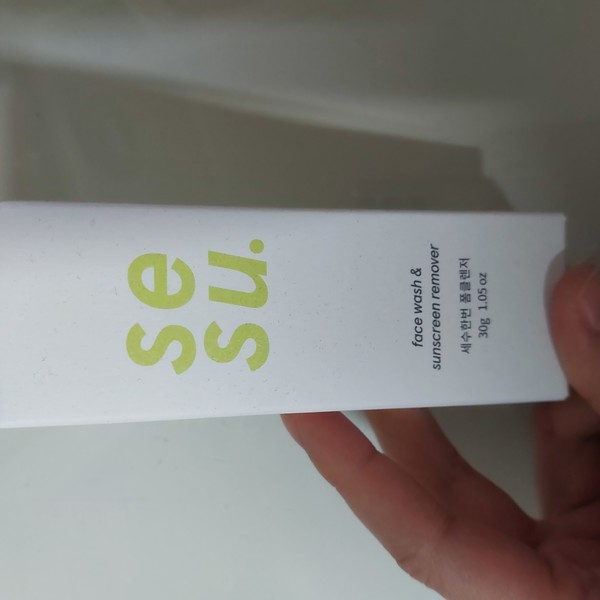 se
su.
face wash &
sunscreen remover
세수한번 폼클렌저
30g 1.05 oz